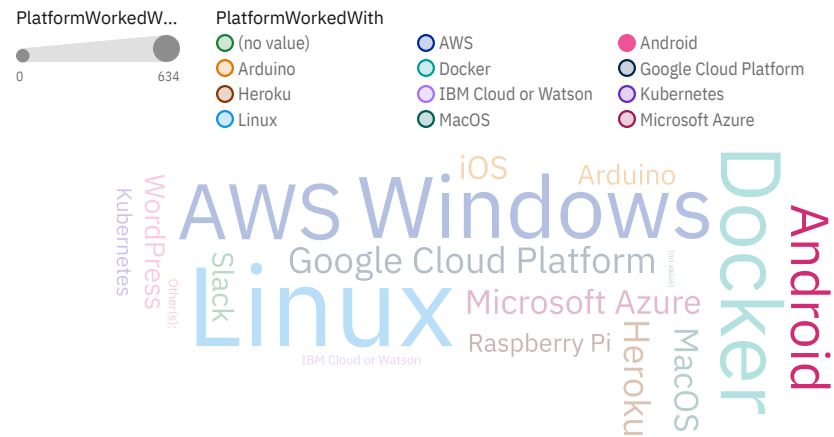 PlatformWorkedW...
PlatformWorkedWith
0
634
(no value)
AWS
Android
Arduino
Docker
Google Cloud Platform
Heroku
IBM Cloud or Watson
Kubernetes
Linux
MacOS
Microsoft Azure
Kubernetes
WordPress
Other(s):
AWS
Windows
iOS
Arduino
Slack
Google Cloud Platform
(no value)
Linux
Microsoft Azure
Raspberry Pi
IBM Cloud or Watson
Heroku
MacOS
Docker
Android